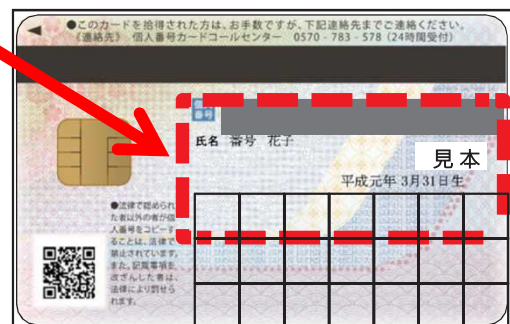 ●このカードを拾得された方は、お手数ですが、下記連絡先までご連絡ください。
《連絡先》 個人番号カードコールセンター 0570-783-578 (24時間受付)
個人
番号
氏名 番号 花子
見本
平成元年 3月31日生
●法律で認められ
た者以外の者が個
人番号をコピーす
ることは、法律で
禁止されています。
また、記載事項を
改ざんした者は、
法律により罰せら
れます。